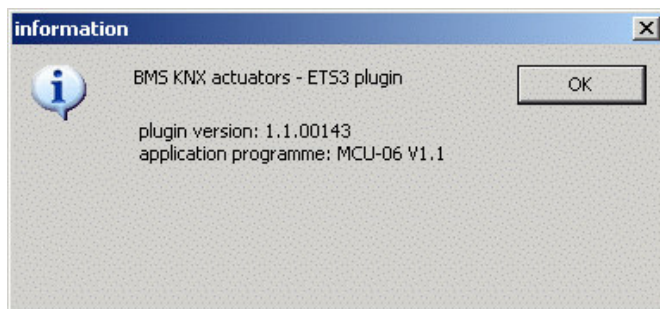 information
BMS KNX actuators - ETS3 plugin
OK
plugin version: 1.1.00143
application programme: MCU-06 V1.1